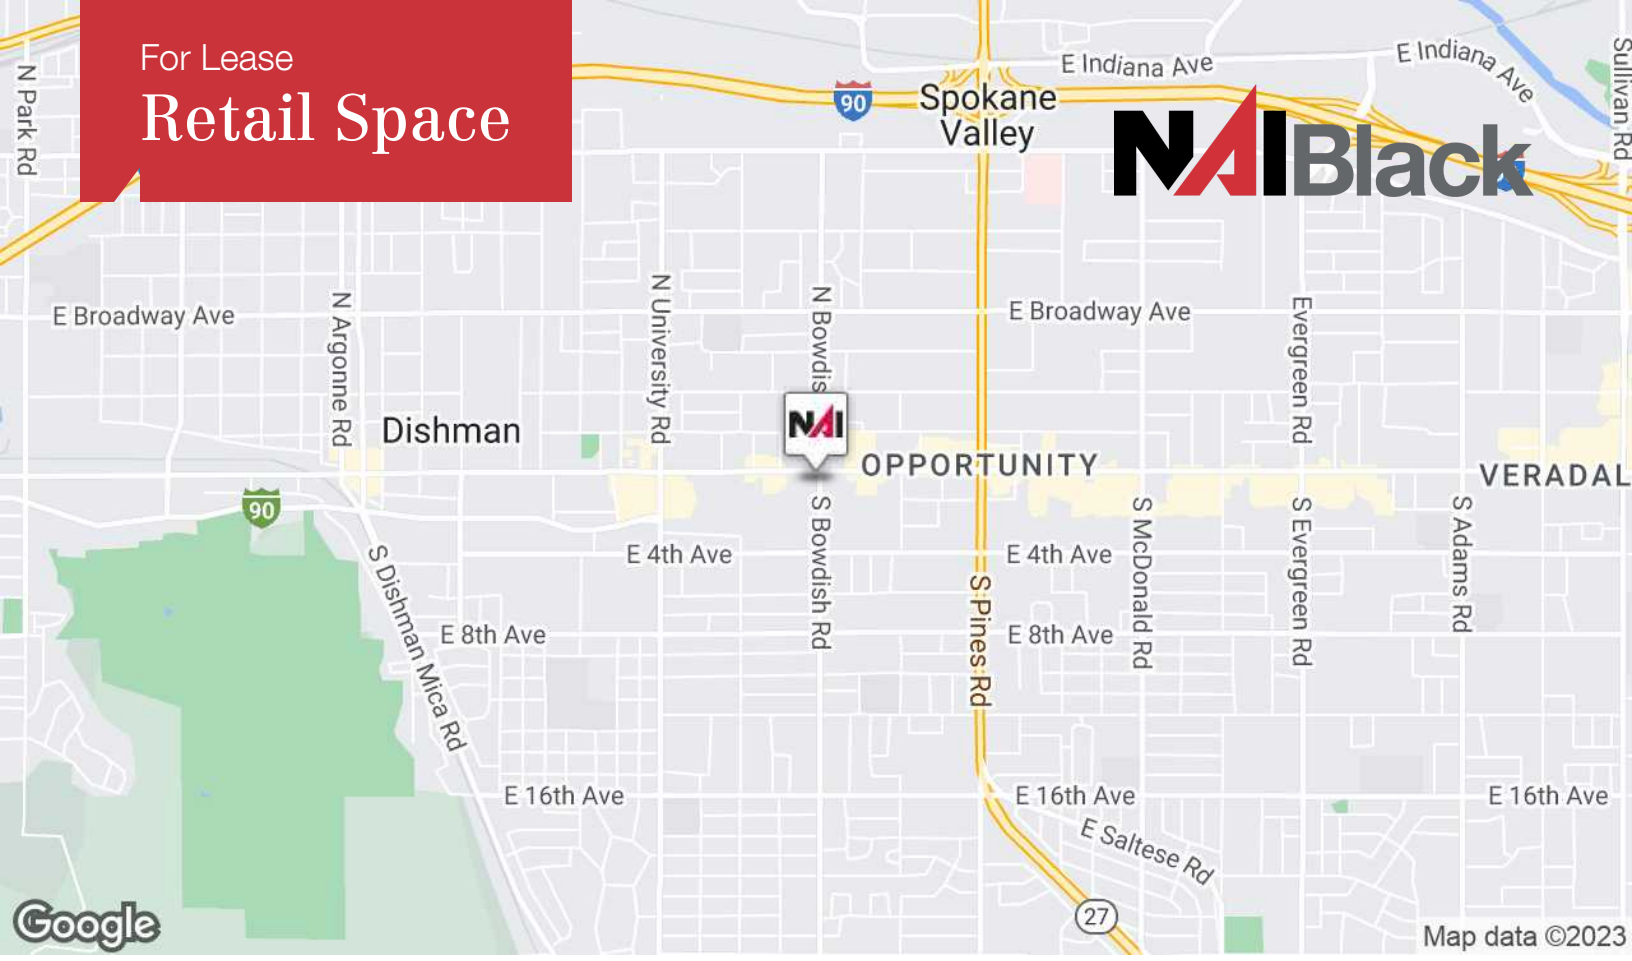 For Lease
Retail Space
NAI Black
90
Spokane
Valley
E Indiana Ave
E Indiana Ave
Sullivan Rd
N Park Rd
E Broadway Ave
N Argonne Rd
N University Rd
N Bowdis
E Broadway Ave
Evergreen Rd
Dishman
NAI
OPPORTUNITY
VERADAL
90
S Dishman Mica Rd
E 4th Ave
S Bowdish Rd
E 4th Ave
S McDonald Rd
S Evergreen Rd
S Adams Rd
E 8th Ave
S Pines Rd
E 8th Ave
E 16th Ave
E 16th Ave
E 16th Ave
E Saltese Rd
27
Google
Map data ©2023